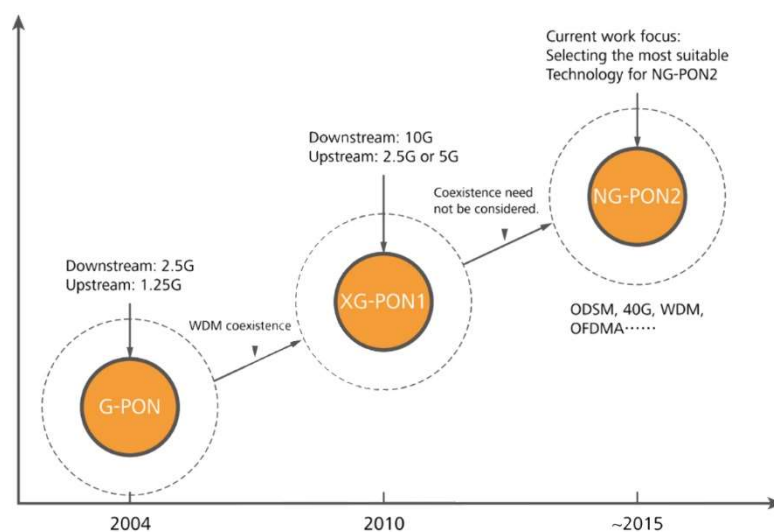 Current work focus:
Selecting the most suitable
Technology for NG-PON2
Downstream: 10G
Upstream: 2.5G or 5G
Coexistence need
not be considered.
NG-PON2
Downstream: 2.5G
Upstream: 1.25G
WDM coexistence
XG-PON1
ODSM, 40G, WDM,
OFDMA······
G-PON
2004
2010
~2015